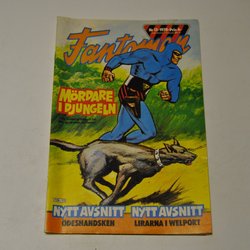 Fantomen
MÖRDARE
I DJUNGELN
NYTT AVSNITT
ÖDESHANDSKEN
NYTT AVSNITT
LIRARNA I WELPORT